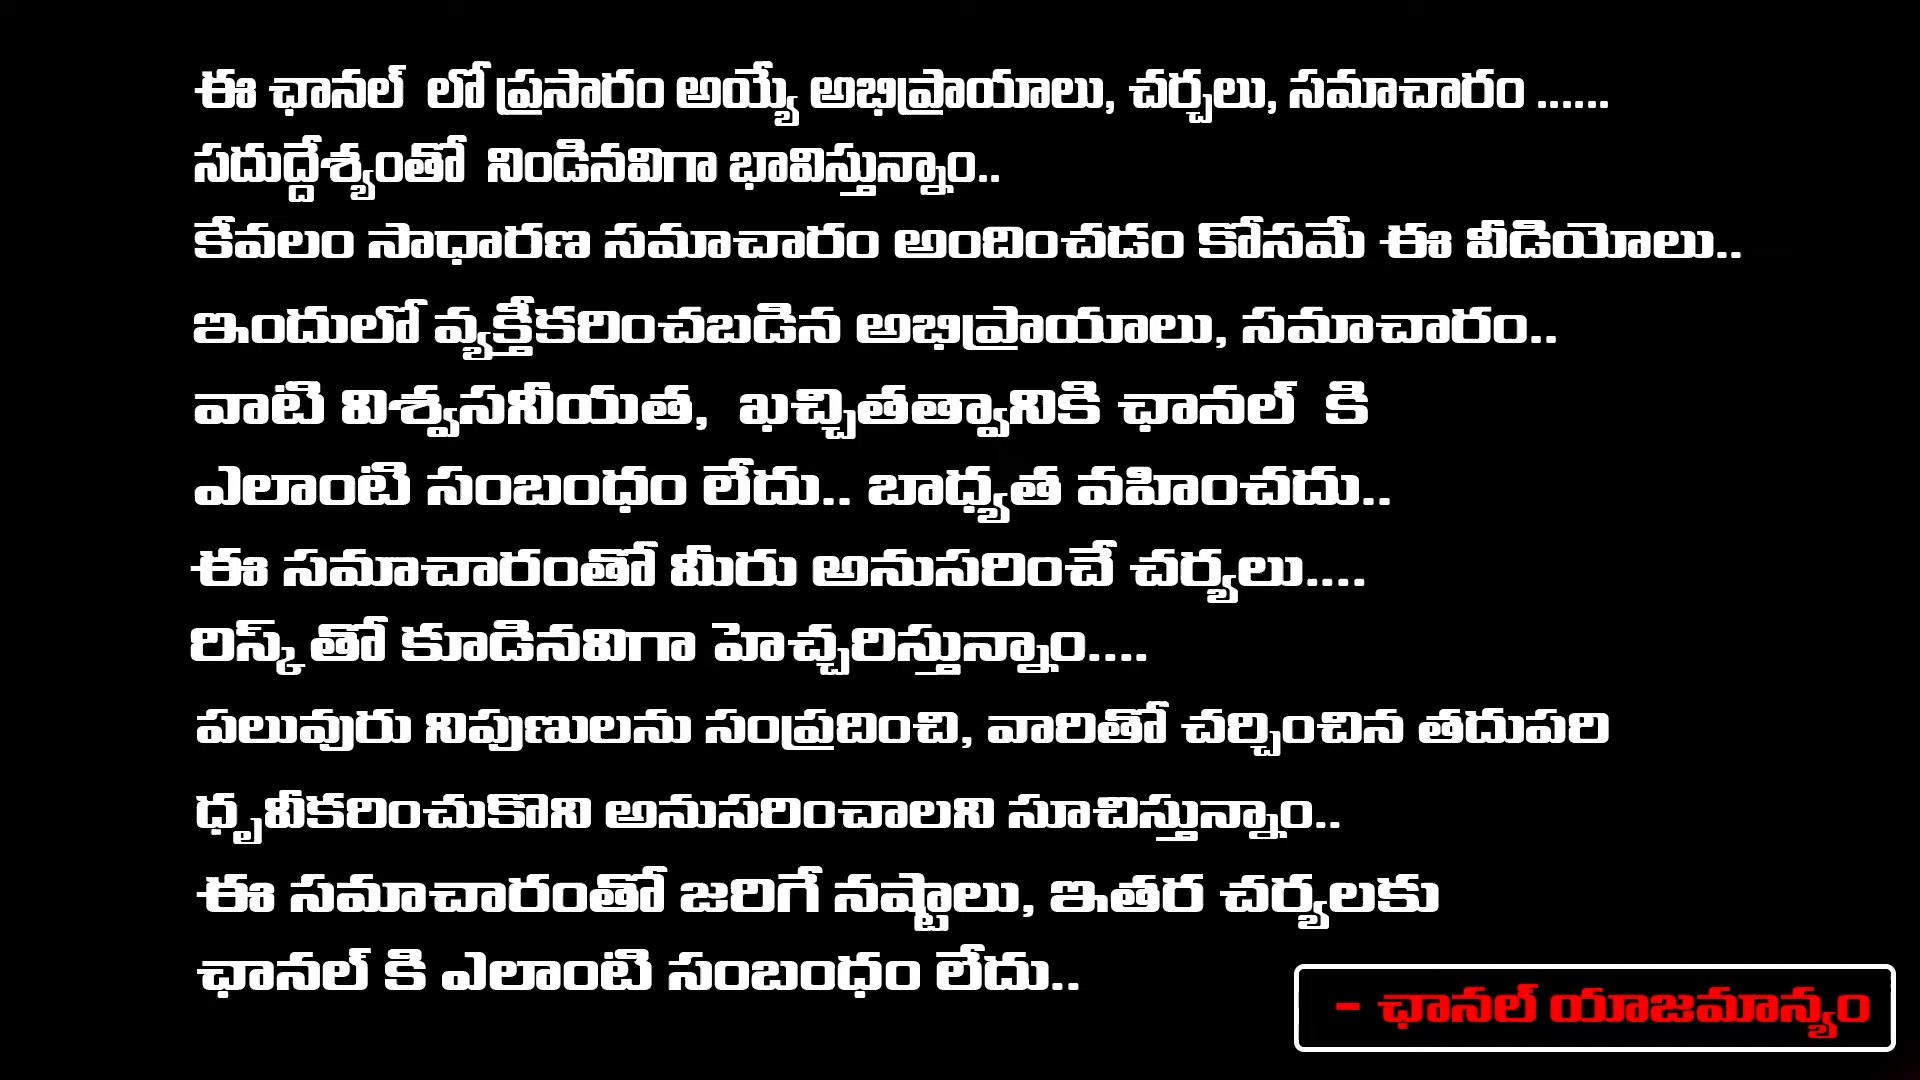 ఈ ఛానల్ లో ప్రసారం అయ్యే అభిప్రాయాలు, చర్చలు, సమాచారం ......
సదుద్దేశ్యంతో నిండినవిగా భావిస్తున్నాం..
కేవలం సాధారణ సమాచారం అందించడం కోసమే ఈ వీడియోలు..
ఇందులో వ్యక్తీకరించబడిన అభిప్రాయాలు, సమాచారం..
వాటి విశ్వసనీయత, ఖచ్చితత్వానికి ఛానల్ కి
ఎలాంటి సంబంధం లేదు.. బాధ్యత వహించదు..
ఈ సమాచారంతో మీరు అనుసరించే చర్యలు....
రిస్క్ తో కూడినవిగా హెచ్చరిస్తున్నాం....
పలువురు నిపుణులను సంప్రదించి, వారితో చర్చించిన తదుపరి
ధృవీకరించుకొని అనుసరించాలని సూచిస్తున్నాం..
ఈ సమాచారంతో జరిగే నష్టాలు, ఇతర చర్యలకు
ఛానల్ కి ఎలాంటి సంబంధం లేదు..
- ఛానల్ యాజమాన్యం